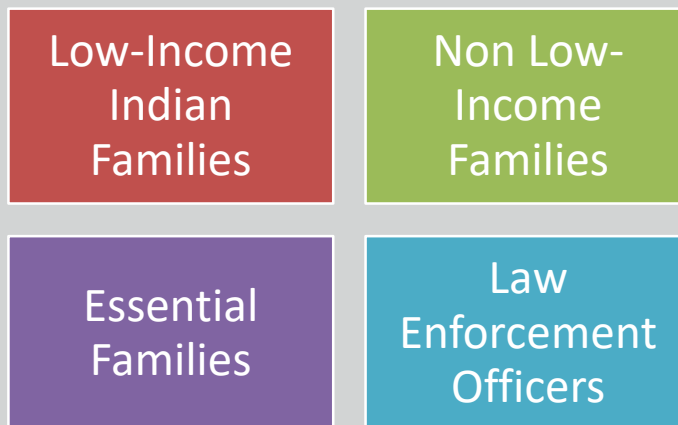 Low-Income
Indian
Families
Non Low-
Income
Families
Essential
Families
Law
Enforcement
Officers